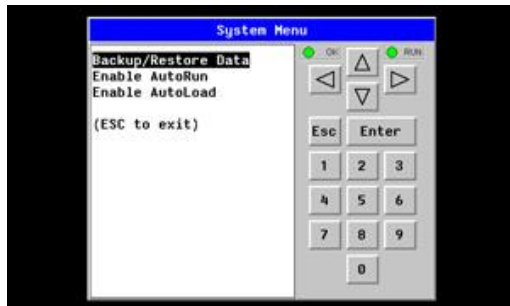 System Menu
Backup/Restore Data
Enable AutoRun
Enable AutoLoad
(ESC to exit)
OK
RUN
Esc
Enter
1 2 3
4 5 6
7 8 9
0